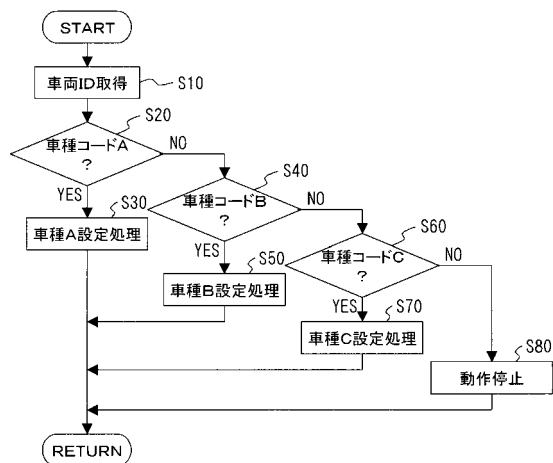 START
車両ID取得
S10
S20
車種コードA
?
NO
YES
S30
車種A設定処理
S40
車種コードB
?
NO
YES
S50
車種B設定処理
S60
車種コードC
?
NO
YES
S70
車種C設定処理
S80
動作停止
RETURN